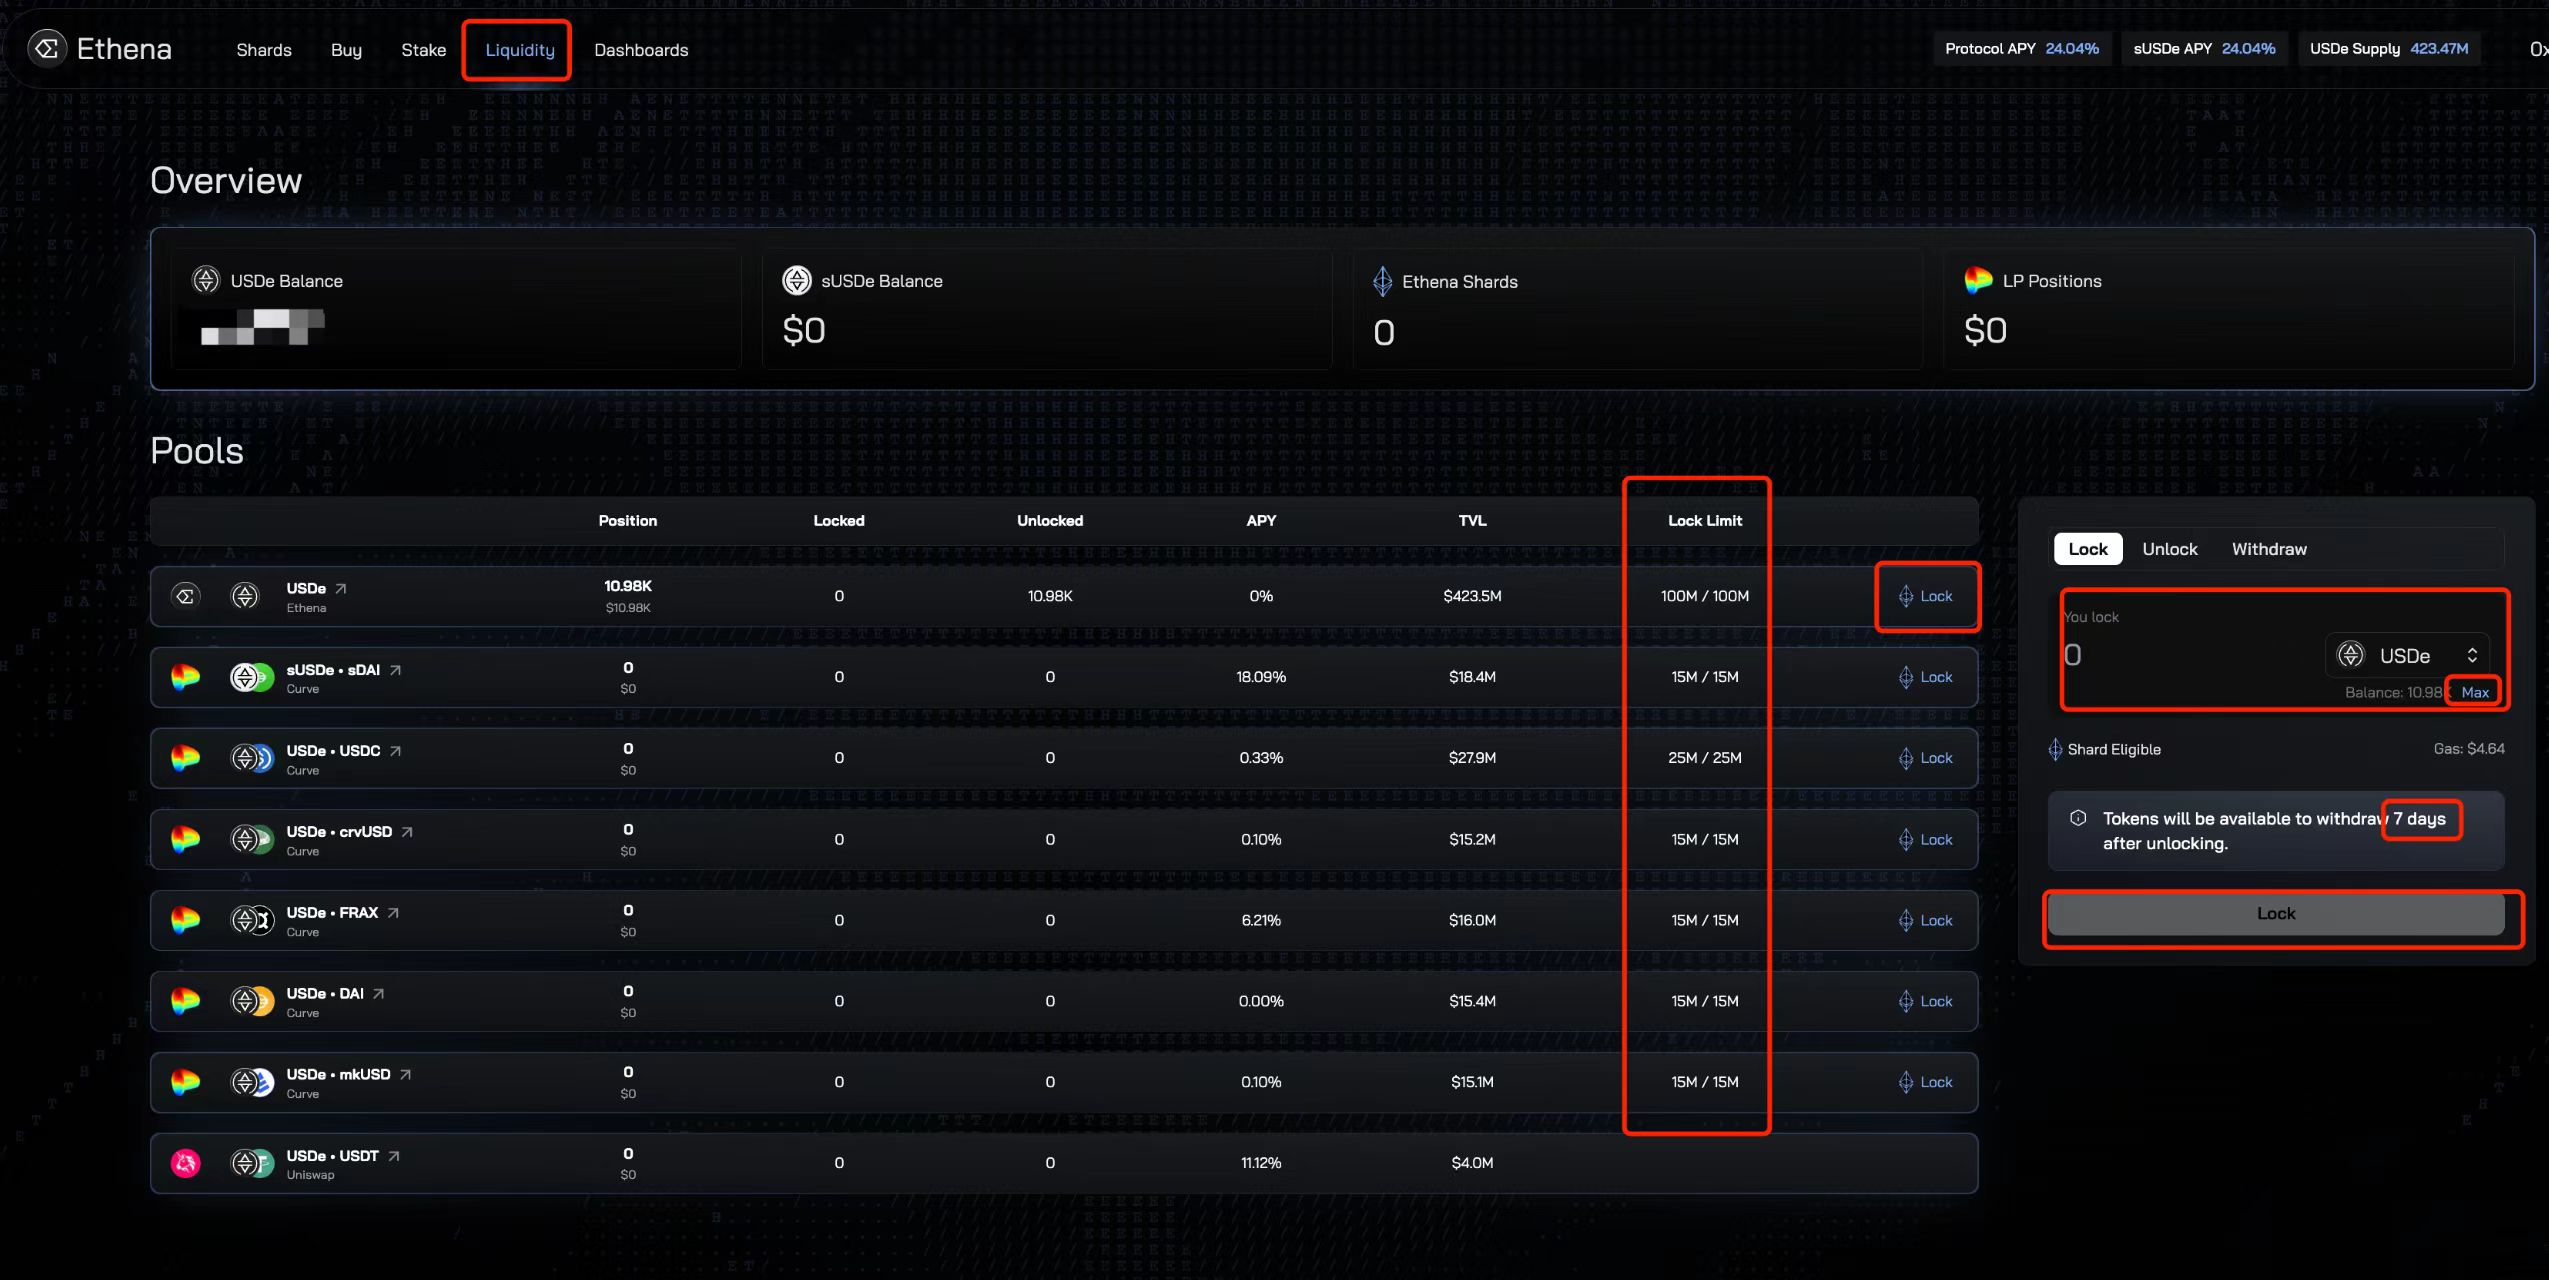 Ethena Shards Buy Stake Liquidity Dashboards Protocol APY 24.04% sUSDe APY 24.04% USDe Supply 423.47M 0x
Overview
USDe Balance sUSDe Balance Ethena Shards LP Positions
$0 0 $0
Pools
Position Locked Unlocked APY TVL Lock Limit
USDe 10.98K 0 10.98K 0% $423.5M 100M / 100M Lock
Ethena $10.98K
sUSDe • sDAI 0 0 0 18.09% $18.4M 15M / 15M Lock
Curve $0
USDe • USDC 0 0 0 0.33% $27.9M 25M / 25M Lock
Curve $0
USDe • crvUSD 0 0 0 0.10% $15.2M 15M / 15M Lock
Curve $0
USDe • FRAX 0 0 0 6.21% $16.0M 15M / 15M Lock
Curve $0
USDe • DAI 0 0 0 0.00% $15.4M 15M / 15M Lock
Curve $0
USDe • mkUSD 0 0 0 0.10% $15.1M 15M / 15M Lock
Curve $0
USDe • USDT 0 0 0 11.12% $4.0M
Uniswap $0
Lock Unlock Withdraw
You lock
0 USDe
Balance: 10.98K Max
Shard Eligible Gas: $4.64
Tokens will be available to withdraw 7 days
after unlocking.
Lock